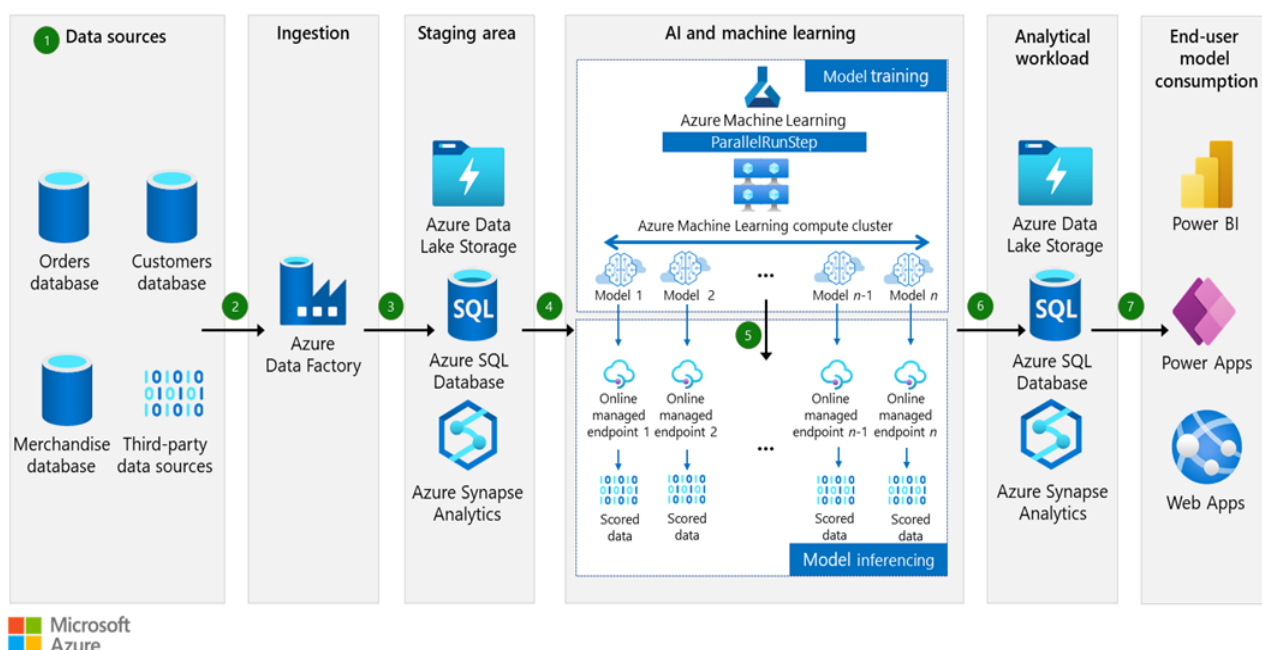 1
Data sources
Orders
database
Customers
database
Merchandise
database
Third-party
data sources
2
Ingestion
Azure
Data Factory
3
Staging area
Azure Data
Lake Storage
SQL
Azure SQL
Database
Azure Synapse
Analytics
4
AI and machine learning
Model training
Azure Machine Learning
ParallelRunStep
Azure Machine Learning compute cluster
Model 1
Model 2
...
Model n-1
Model n
5
Online
managed
endpoint 1
Online
managed
endpoint 2
...
Online
managed
endpoint n-1
Online
managed
endpoint n
Scored
data
Scored
data
Scored
data
Scored
data
Model inferencing
6
Analytical
workload
Azure Data
Lake Storage
SQL
Azure SQL
Database
Azure Synapse
Analytics
7
End-user
model
consumption
Power BI
Power Apps
Web Apps
Microsoft
Azure